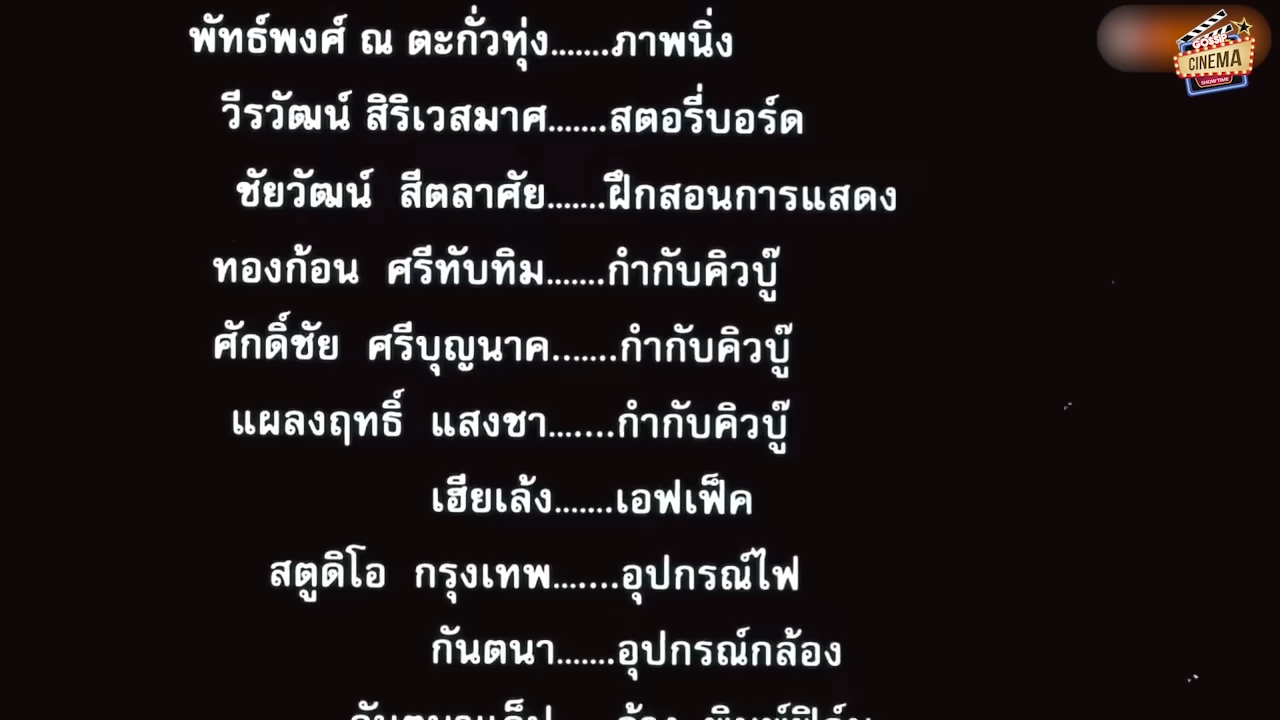 พัทธ์พงศ์ ณ ตะกั่วทุ่ง.......ภาพนิ่ง
วีรวัฒน์ สิริเวสมาศ.......สตอรี่บอร์ด
ชัยวัฒน์ สีตลาศัย.......ฝึกสอนการแสดง
ทองก้อน ศรีทับทิม.......กำกับคิวบู๊
ศักดิ์ชัย ศรีบุญนาค.......กำกับคิวบู๊
แผลงฤทธิ์ แสงชา.......กำกับคิวบู๊
เฮียเล้ง.......เอฟเฟ็ค
สตูดิโอ กรุงเทพ.......อุปกรณ์ไฟ
กันตนา.......อุปกรณ์กล้อง
GOSSIP
CINEMA
SHOWTIME